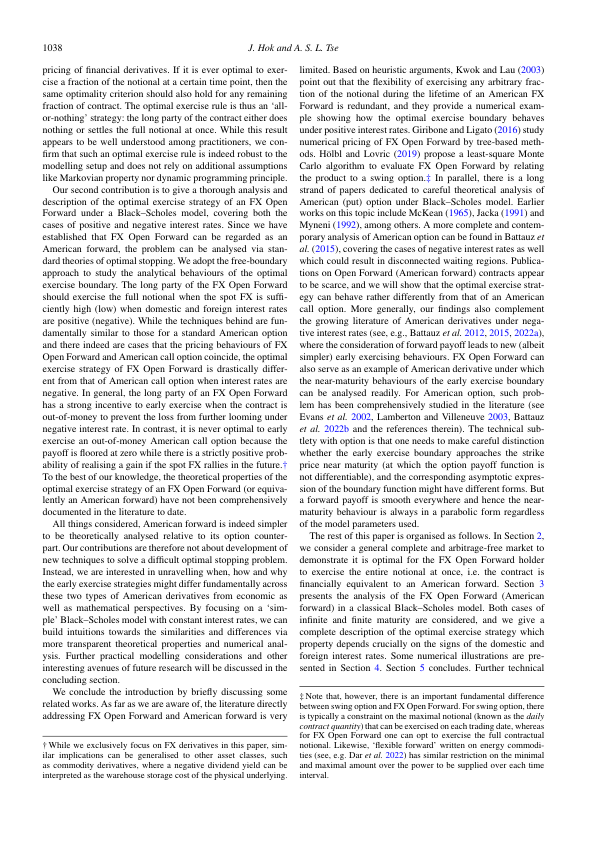 1038
J. Hok and A. S. L. Tse
pricing of financial derivatives. If it is ever optimal to exer-
cise a fraction of the notional at a certain time point, then the
same optimality criterion should also hold for any remaining
fraction of contract. The optimal exercise rule is thus an ‘all-
or-nothing’ strategy: the long party of the contract either does
nothing or settles the full notional at once. While this result
appears to be well understood among practitioners, we con-
firm that such an optimal exercise rule is indeed robust to the
modelling setup and does not rely on additional assumptions
like Markovian property nor dynamic programming principle.
Our second contribution is to give a thorough analysis and
description of the optimal exercise strategy of an FX Open
Forward under a Black–Scholes model, covering both the
cases of positive and negative interest rates. Since we have
established that FX Open Forward can be regarded as an
American forward, the problem can be analysed via stan-
dard theories of optimal stopping. We adopt the free-boundary
approach to study the analytical behaviours of the optimal
exercise boundary. The long party of the FX Open Forward
should exercise the full notional when the spot FX is suffi-
ciently high (low) when domestic and foreign interest rates
are positive (negative). While the techniques behind are fun-
damentally similar to those for a standard American option
and there indeed are cases that the pricing behaviours of FX
Open Forward and American call option coincide, the optimal
exercise strategy of FX Open Forward is drastically differ-
ent from that of American call option when interest rates are
negative. In general, the long party of an FX Open Forward
has a strong incentive to early exercise when the contract is
out-of-money to prevent the loss from further looming under
negative interest rate. In contrast, it is never optimal to early
exercise an out-of-money American call option because the
payoff is floored at zero while there is a strictly positive prob-
ability of realising a gain if the spot FX rallies in the future.†
To the best of our knowledge, the theoretical properties of the
optimal exercise strategy of an FX Open Forward (or equiva-
lently an American forward) have not been comprehensively
documented in the literature to date.
All things considered, American forward is indeed simpler
to be theoretically analysed relative to its option counter-
part. Our contributions are therefore not about development of
new techniques to solve a difficult optimal stopping problem.
Instead, we are interested in unravelling when, how and why
the early exercise strategies might differ fundamentally across
these two types of American derivatives from economic as
well as mathematical perspectives. By focusing on a ‘sim-
ple’ Black–Scholes model with constant interest rates, we can
build intuitions towards the similarities and differences via
more transparent theoretical properties and numerical anal-
ysis. Further practical modelling considerations and other
interesting avenues of future research will be discussed in the
concluding section.
We conclude the introduction by briefly discussing some
related works. As far as we are aware of, the literature directly
addressing FX Open Forward and American forward is very
† While we exclusively focus on FX derivatives in this paper, sim-
ilar implications can be generalised to other asset classes, such
as commodity derivatives, where a negative dividend yield can be
interpreted as the warehouse storage cost of the physical underlying.
limited. Based on heuristic arguments, Kwok and Lau (2003)
point out that the flexibility of exercising any arbitrary frac-
tion of the notional during the lifetime of an American FX
Forward is redundant, and they provide a numerical exam-
ple showing how the optimal exercise boundary behaves
under positive interest rates. Giribone and Ligato (2016) study
numerical pricing of FX Open Forward by tree-based meth-
ods. Hölbl and Lovric (2019) propose a least-square Monte
Carlo algorithm to evaluate FX Open Forward by relating
the product to a swing option.‡ In parallel, there is a long
strand of papers dedicated to careful theoretical analysis of
American (put) option under Black–Scholes model. Earlier
works on this topic include McKean (1965), Jacka (1991) and
Myneni (1992), among others. A more complete and contem-
porary analysis of American option can be found in Battauz et
al. (2015), covering the cases of negative interest rates as well
which could result in disconnected waiting regions. Publica-
tions on Open Forward (American forward) contracts appear
to be scarce, and we will show that the optimal exercise strat-
egy can behave rather differently from that of an American
call option. More generally, our findings also complement
the growing literature of American derivatives under nega-
tive interest rates (see, e.g., Battauz et al. 2012, 2015, 2022a),
where the consideration of forward payoff leads to new (albeit
simpler) early exercising behaviours. FX Open Forward can
also serve as an example of American derivative under which
the near-maturity behaviours of the early exercise boundary
can be analysed readily. For American option, such prob-
lem has been comprehensively studied in the literature (see
Evans et al. 2002, Lamberton and Villeneuve 2003, Battauz
et al. 2022b and the references therein). The technical sub-
tlety with option is that one needs to make careful distinction
whether the early exercise boundary approaches the strike
price near maturity (at which the option payoff function is
not differentiable), and the corresponding asymptotic expres-
sion of the boundary function might have different forms. But
a forward payoff is smooth everywhere and hence the near-
maturity behaviour is always in a parabolic form regardless
of the model parameters used.
The rest of this paper is organised as follows. In Section 2,
we consider a general complete and arbitrage-free market to
demonstrate it is optimal for the FX Open Forward holder
to exercise the entire notional at once, i.e. the contract is
financially equivalent to an American forward. Section 3
presents the analysis of the FX Open Forward (American
forward) in a classical Black–Scholes model. Both cases of
infinite and finite maturity are considered, and we give a
complete description of the optimal exercise strategy which
property depends crucially on the signs of the domestic and
foreign interest rates. Some numerical illustrations are pre-
sented in Section 4. Section 5 concludes. Further technical
‡ Note that, however, there is an important fundamental difference
between swing option and FX Open Forward. For swing option, there
is typically a constraint on the maximal notional (known as the daily
contract quantity) that can be exercised on each trading date, whereas
for FX Open Forward one can opt to exercise the full contractual
notional. Likewise, ‘flexible forward’ written on energy commodi-
ties (see, e.g. Dar et al. 2022) has similar restriction on the minimal
and maximal amount over the power to be supplied over each time
interval.